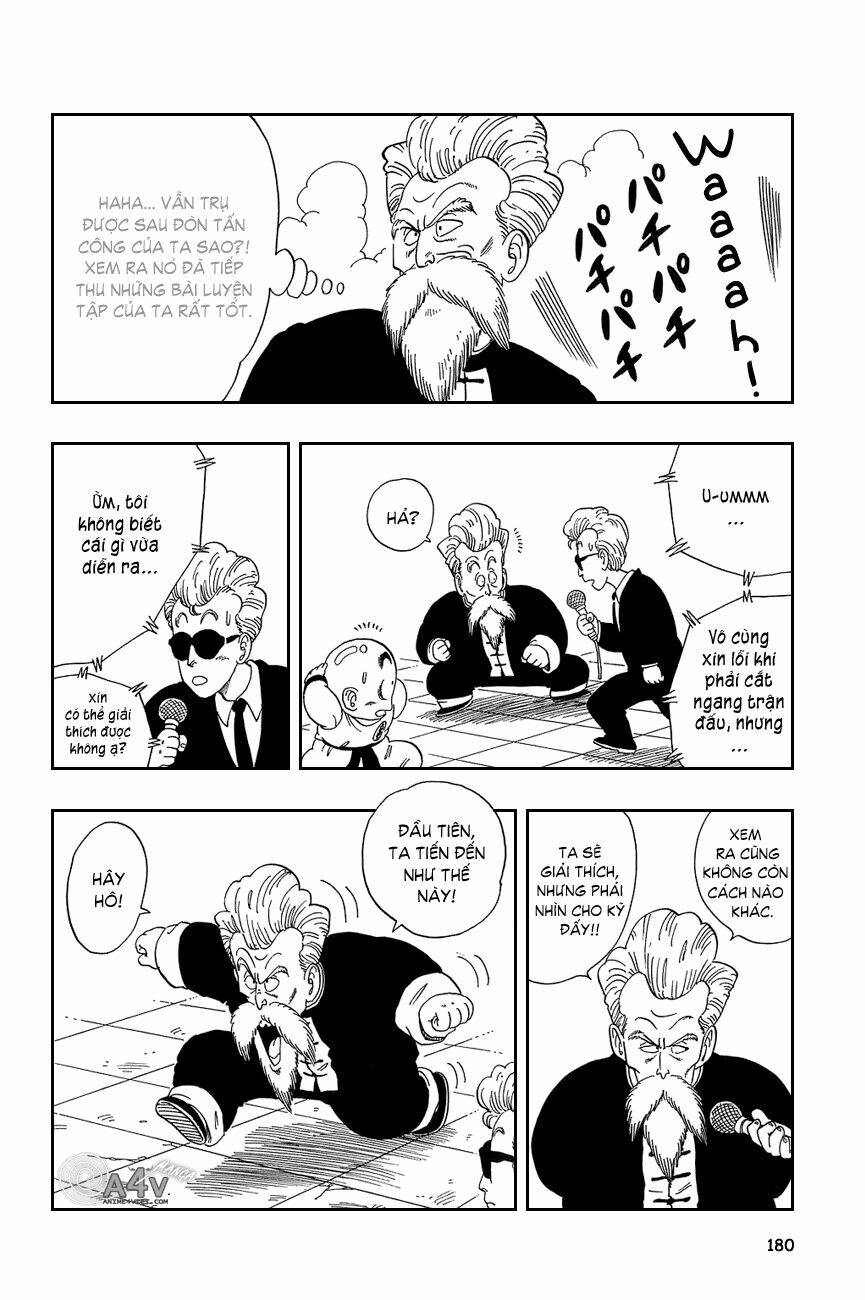 Waaaah!
パチパチ
パチパチ
HAHA... VẪN TRỤ
ĐƯỢC SAU ĐÒN TẤN
CÔNG CỦA TA SAO?!
XEM RA NÓ ĐÃ TIẾP
THU NHỮNG BÀI LUYỆN
TẬP CỦA TA RẤT TỐT.
U-UMMM
...
Vô cùng
xin lỗi khi
phải cắt
ngang trận
đấu, nhưng
...
HẢ?
Ừm, tôi
không biết
cái gì vừa
diễn ra...
xin
có thể giải
thích được
không ạ?
XEM
RA CŨNG
KHÔNG CÒN
CÁCH NÀO
KHÁC.
TA SẼ
GIẢI THÍCH,
NHƯNG PHẢI
NHÌN CHO KỸ
ĐẤY!!
ĐẦU TIÊN,
TA TIẾN ĐẾN
NHƯ THẾ
NÀY!
HÂY
HÔ!
MANGA
A4V
ANIME4VIET.COM
180